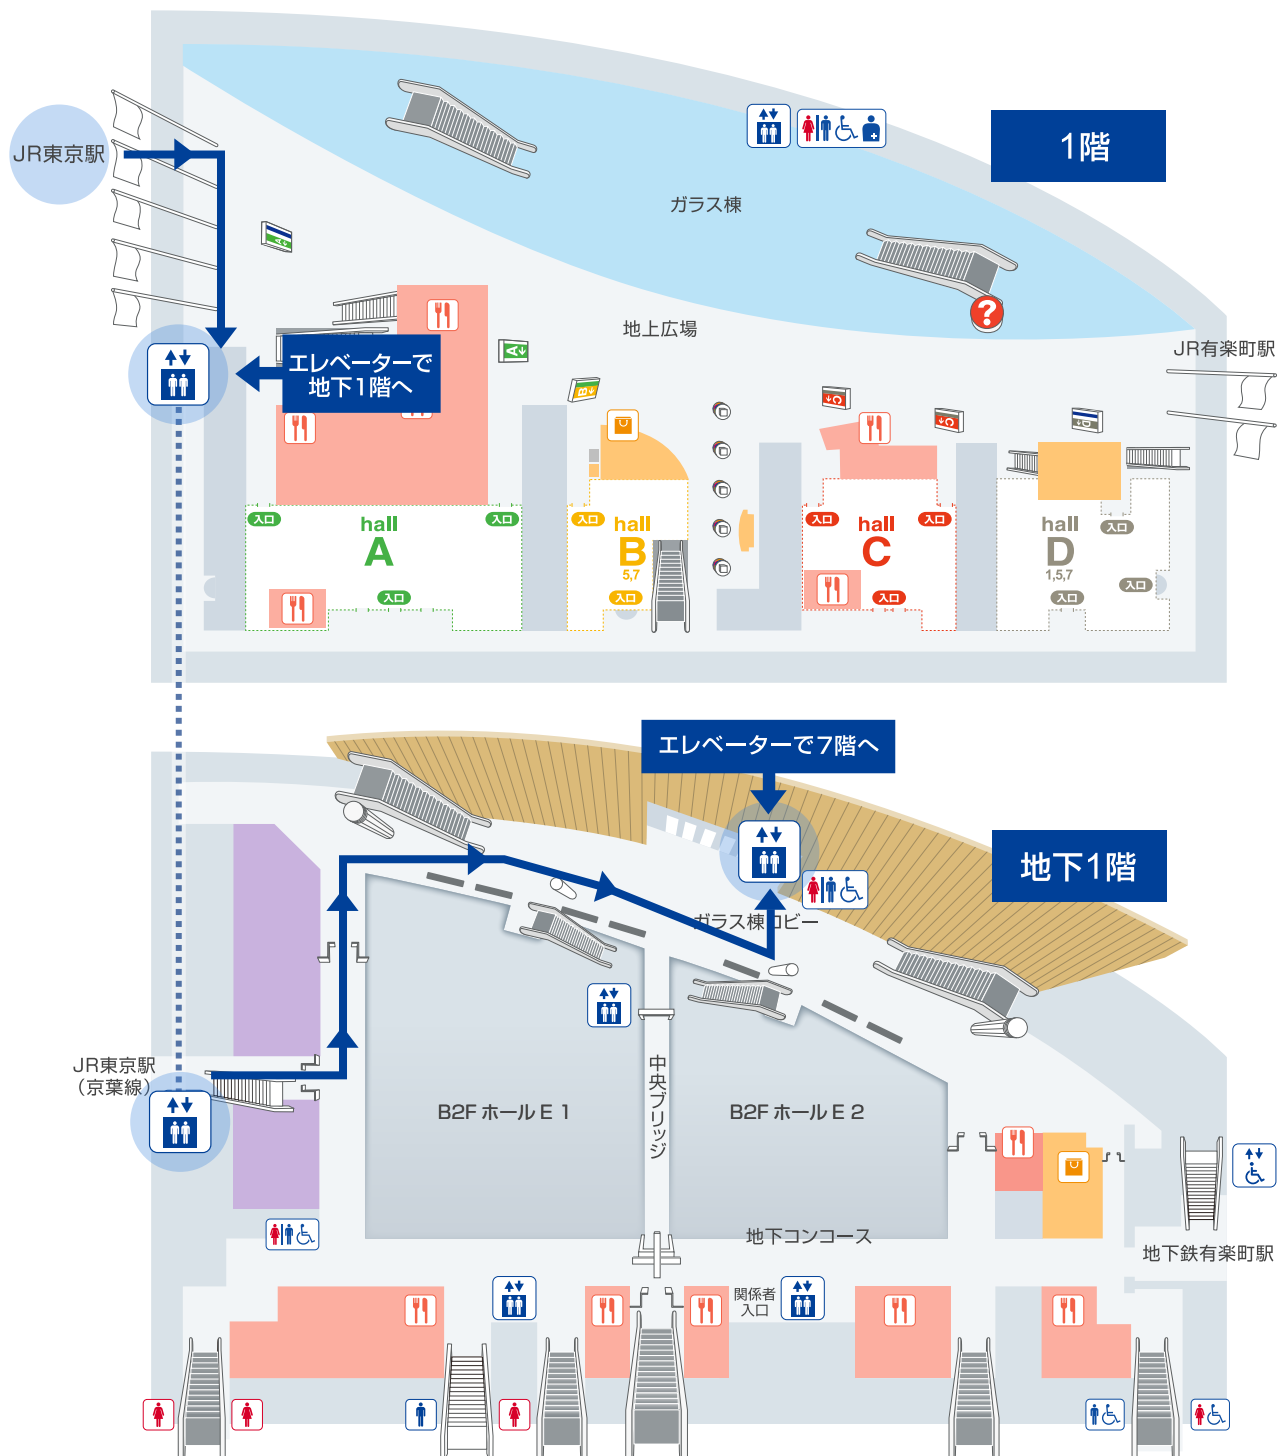 1階
JR東京駅
ガラス棟
地上広場
?
JR有楽町駅
A
エレベーターで
地下1階へ
A
B
C
C
D
入口
入口
入口
入口
入口
入口
hall
A
hall
B
5,7
hall
C
hall
D
1,5,7
入口
入口
入口
入口
入口
エレベーターで7階へ
地下1階
ガラス棟ロビー
JR東京駅
(京葉線)
B2F ホールE 1
中央ブリッジ
B2F ホールE 2
地下コンコース
地下鉄有楽町駅
関係者
入口